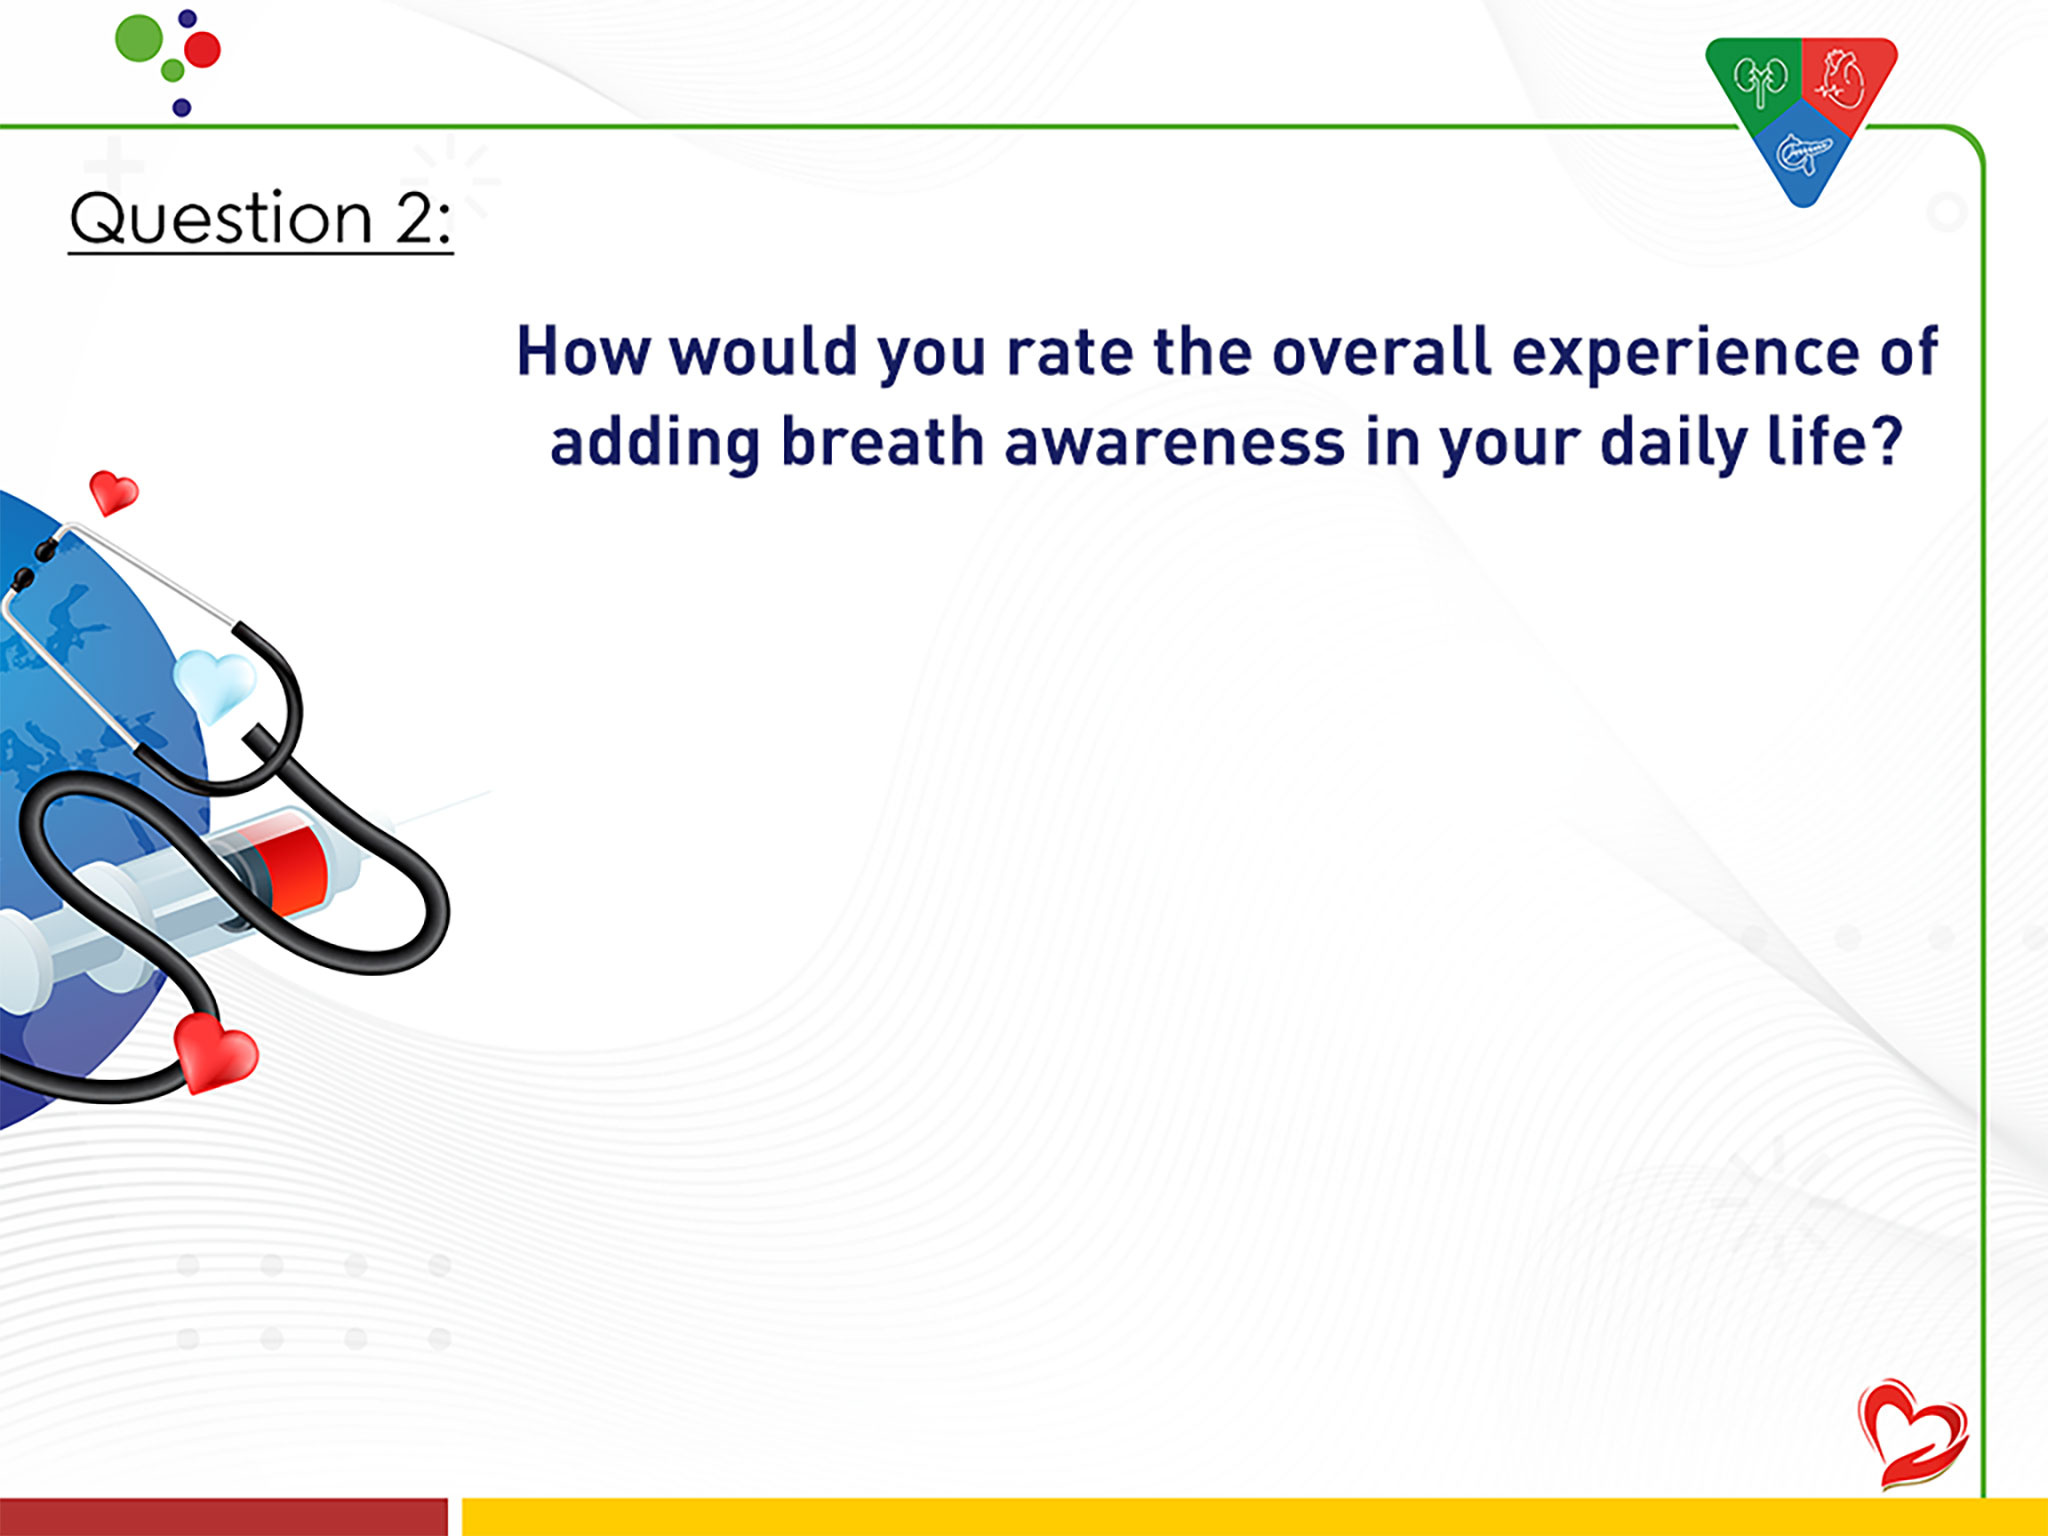 Question 2:
How would you rate the overall experience of
adding breath awareness in your daily life?